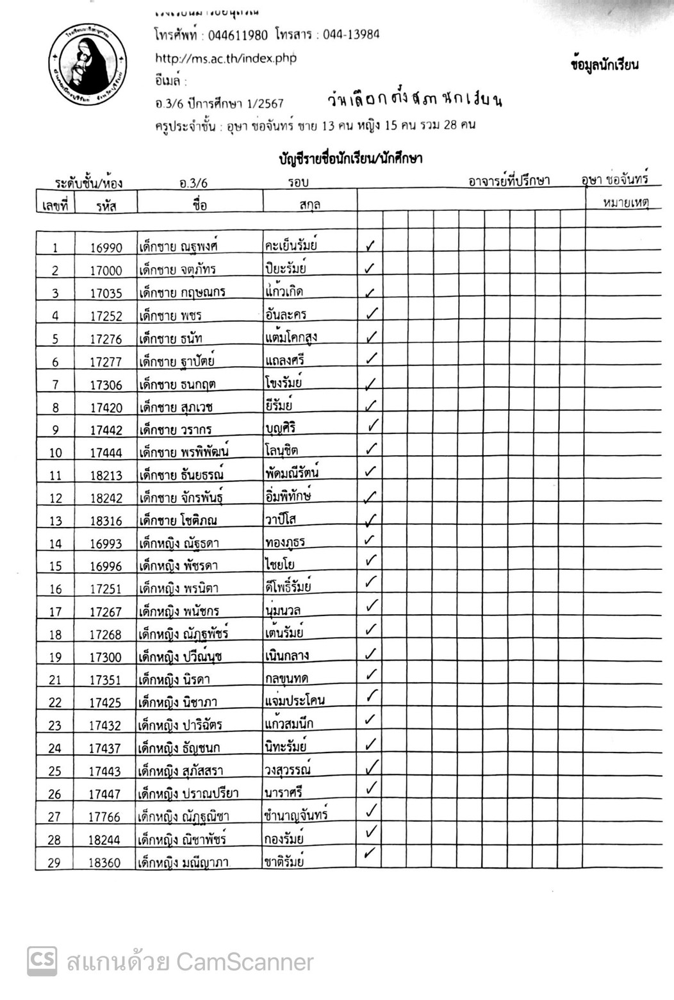 โทรศัพท์ : 044611980 โทรสาร : 044-13984
http://ms.ac.th/index.php
ข้อมูลนักเรียน
อีเมล์ :
อ.3/6 ปีการศึกษา 1/2567 วันเลือกตั้งสภานักเรียน
ครูประจำชั้น : อุษา ช่อจันทร์ ชาย 13 คน หญิง 15 คน รวม 28 คน
บัญชีรายชื่อนักเรียน/นักศึกษา
ระดับชั้น/ห้อง อ.3/6 รอบ อาจารย์ที่ปรึกษา อุษา ช่อจันทร์
เลขที่ รหัส ชื่อ สกุล หมายเหตุ
1 16990 เด็กชาย ณฐพงศ์ คะเย็นรัมย์ ✓
2 17000 เด็กชาย จตุภัทร ปิยะรัมย์ ✓
3 17035 เด็กชาย กฤษณกร แก้วเกิด ✓
4 17252 เด็กชาย พชร อันละคร ✓
5 17276 เด็กชาย ธนัท แต้มโคกสูง ✓
6 17277 เด็กชาย ฐาปัตย์ แถลงศรี ✓
7 17306 เด็กชาย ธนกฤต โขงรัมย์ ✓
8 17420 เด็กชาย สุภเวช ยีรัมย์ ✓
9 17442 เด็กชาย วรากร บุญศิริ ✓
10 17444 เด็กชาย พรพิพัฒน์ โลนุชิต ✓
11 18213 เด็กชาย ธันยธรณ์ พัดมณีรัตน์ ✓
12 18242 เด็กชาย จักรพันธุ์ อิ่มพิทักษ์ ✓
13 18316 เด็กชาย โชติภณ วาปีโส ✓
14 16993 เด็กหญิง ณัฐธดา ทองภูธร ✓
15 16996 เด็กหญิง พัชรดา ไชยโย ✓
16 17251 เด็กหญิง พรนิตา ดีโพธิ์รัมย์ ✓
17 17267 เด็กหญิง พนัชกร นุ่มนวล ✓
18 17268 เด็กหญิง ณัฏฐพัชร์ เต้นรัมย์ ✓
19 17300 เด็กหญิง ปวีณ์นุช เนินกลาง ✓
21 17351 เด็กหญิง นิรดา กลขุนทด ✓
22 17425 เด็กหญิง นิชาภา แจ่มประโคน ✓
23 17432 เด็กหญิง ปาริฉัตร แก้วสมนึก ✓
24 17437 เด็กหญิง ธัญชนก นิทะรัมย์ ✓
25 17443 เด็กหญิง สุภัสสรา วงสุวรรณ์ ✓
26 17447 เด็กหญิง ปราณปรียา นาราศรี ✓
27 17766 เด็กหญิง ณัฏฐณิชา ชำนาญจันทร์ ✓
28 18244 เด็กหญิง ณิชาพัชร์ กองรัมย์ ✓
29 18360 เด็กหญิง มณีญาภา ชาติรัมย์ ✓
CS สแกนด้วย CamScanner